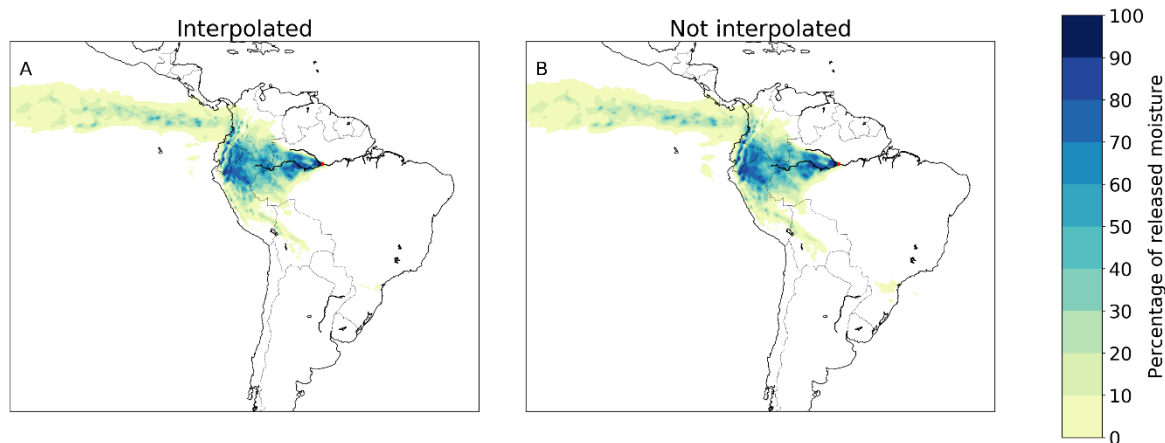 Interpolated
Not interpolated
A
B
100
90
80
70
60
50
40
30
20
10
0
Percentage of released moisture